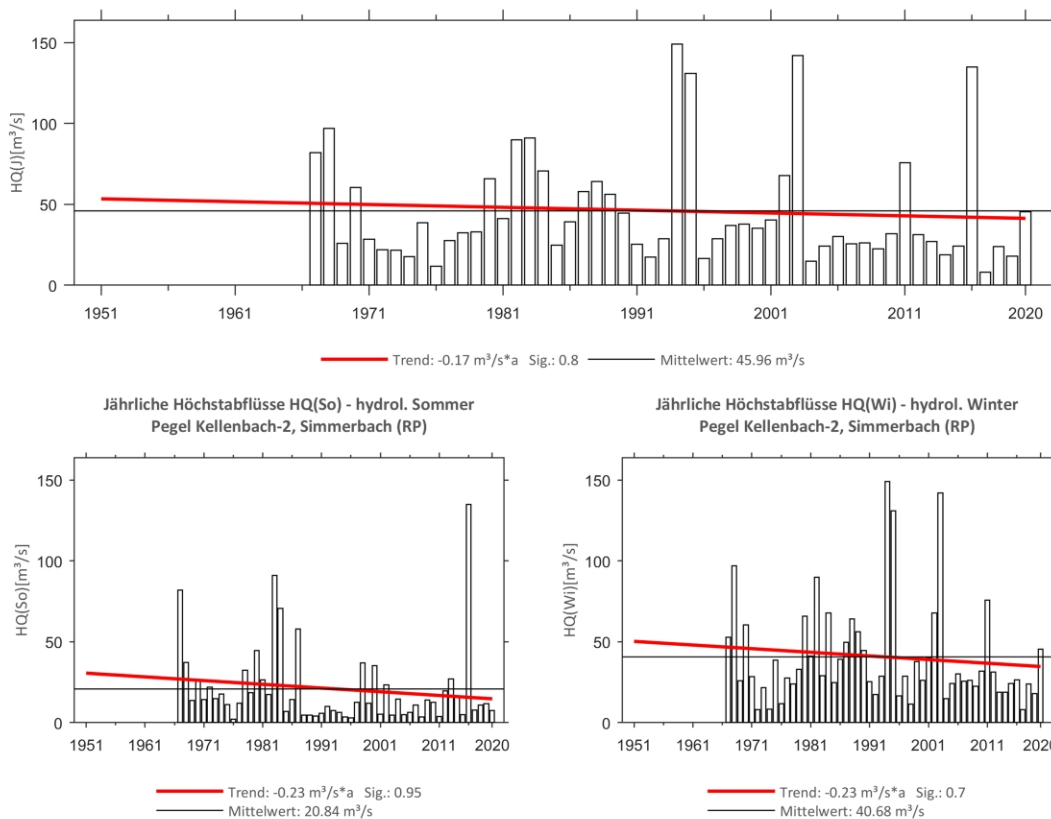 150
100
50
0
HQ(J)[m³/s]
1951 1961 1971 1981 1991 2001 2011 2020
Trend: -0.17 m³/s*a Sig.: 0.8 Mittelwert: 45.96 m³/s
Jährliche Höchstabflüsse HQ(So) - hydrol. Sommer
Pegel Kellenbach-2, Simmerbach (RP)
150
100
50
0
HQ(So)[m³/s]
1951 1961 1971 1981 1991 2001 2011 2020
Trend: -0.23 m³/s*a Sig.: 0.95
Mittelwert: 20.84 m³/s
Jährliche Höchstabflüsse HQ(Wi) - hydrol. Winter
Pegel Kellenbach-2, Simmerbach (RP)
150
100
50
0
HQ(Wi)[m³/s]
1951 1961 1971 1981 1991 2001 2011 2020
Trend: -0.23 m³/s*a Sig.: 0.7
Mittelwert: 40.68 m³/s